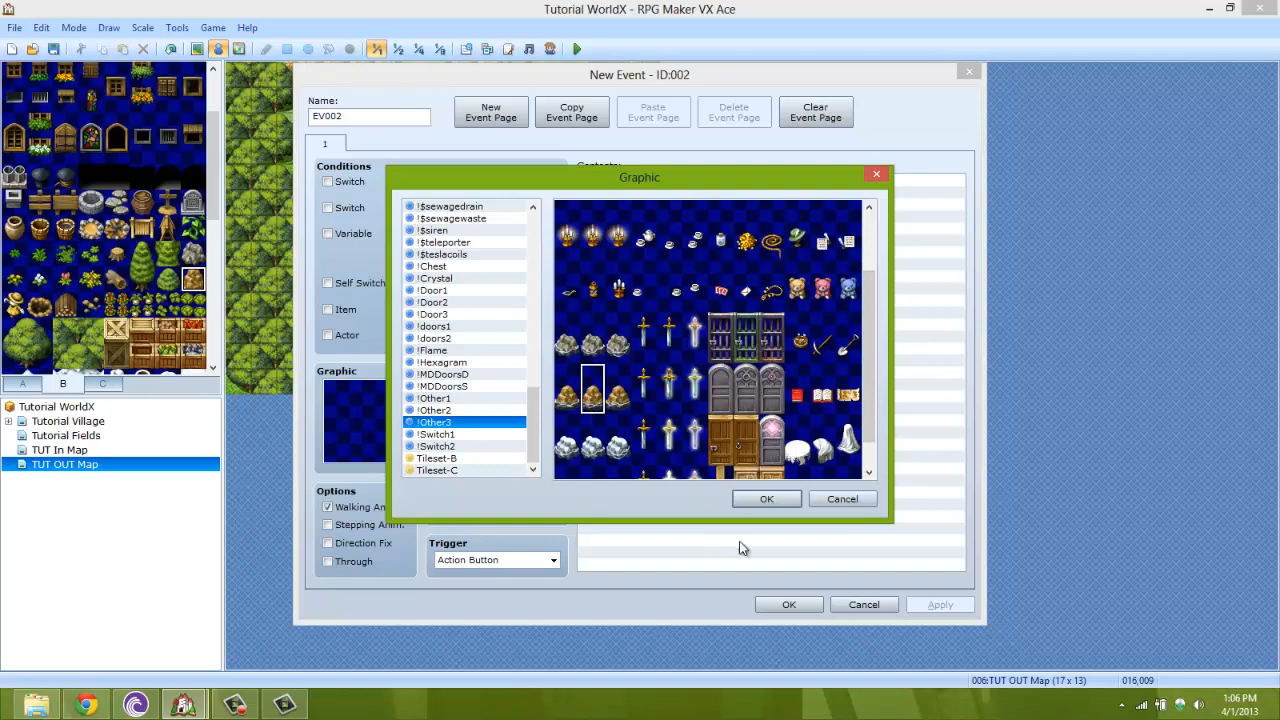 Tutorial WorldX - RPG Maker VX Ace
File Edit Mode Draw Scale Tools Game Help
New Event - ID:002
Name:
EV002
New Event Page
Copy Event Page
Paste Event Page
Delete Event Page
Clear Event Page
1
Conditions
Switch
Switch
Variable
Self Switch
Item
Actor
Graphic
Graphic
!$sewagedrain
!$sewagewaste
!$siren
!$teleporter
!$teslacoils
!Chest
!Crystal
!Door1
!Door2
!Door3
!doors1
!doors2
!Flame
!Hexagram
!MDDoorsD
!MDDoorsS
!Other1
!Other2
!Other3
!Switch1
!Switch2
Tileset-B
Tileset-C
OK Cancel
A B C
Tutorial WorldX
Tutorial Village
Tutorial Fields
TUT In Map
TUT OUT Map
Options
Walking An
Stepping Anim.
Direction Fix
Through
Trigger
Action Button
OK Cancel Apply
006:TUT OUT Map (17 x 13) 016,009
1:06 PM
4/1/2013